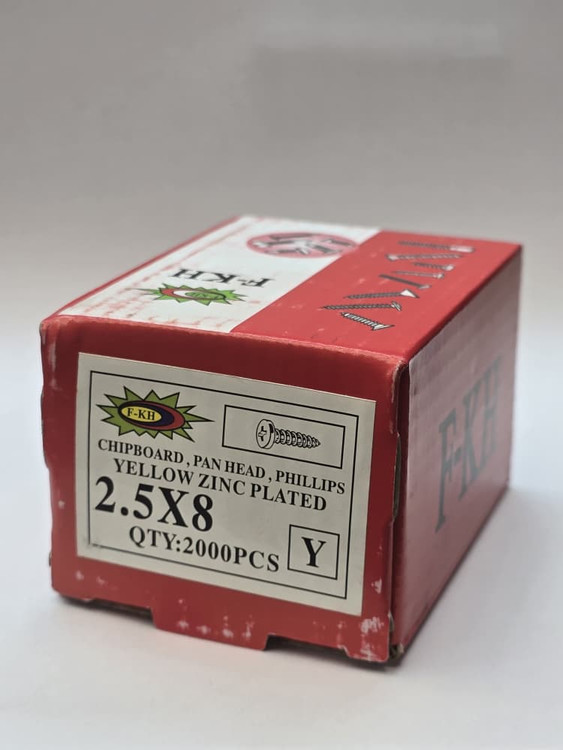 F-KH
F-KH
CHIPBOARD, PAN HEAD, PHILLIPS
YELLOW ZINC PLATED
2.5X8
QTY:2000PCS
Y
F-KH